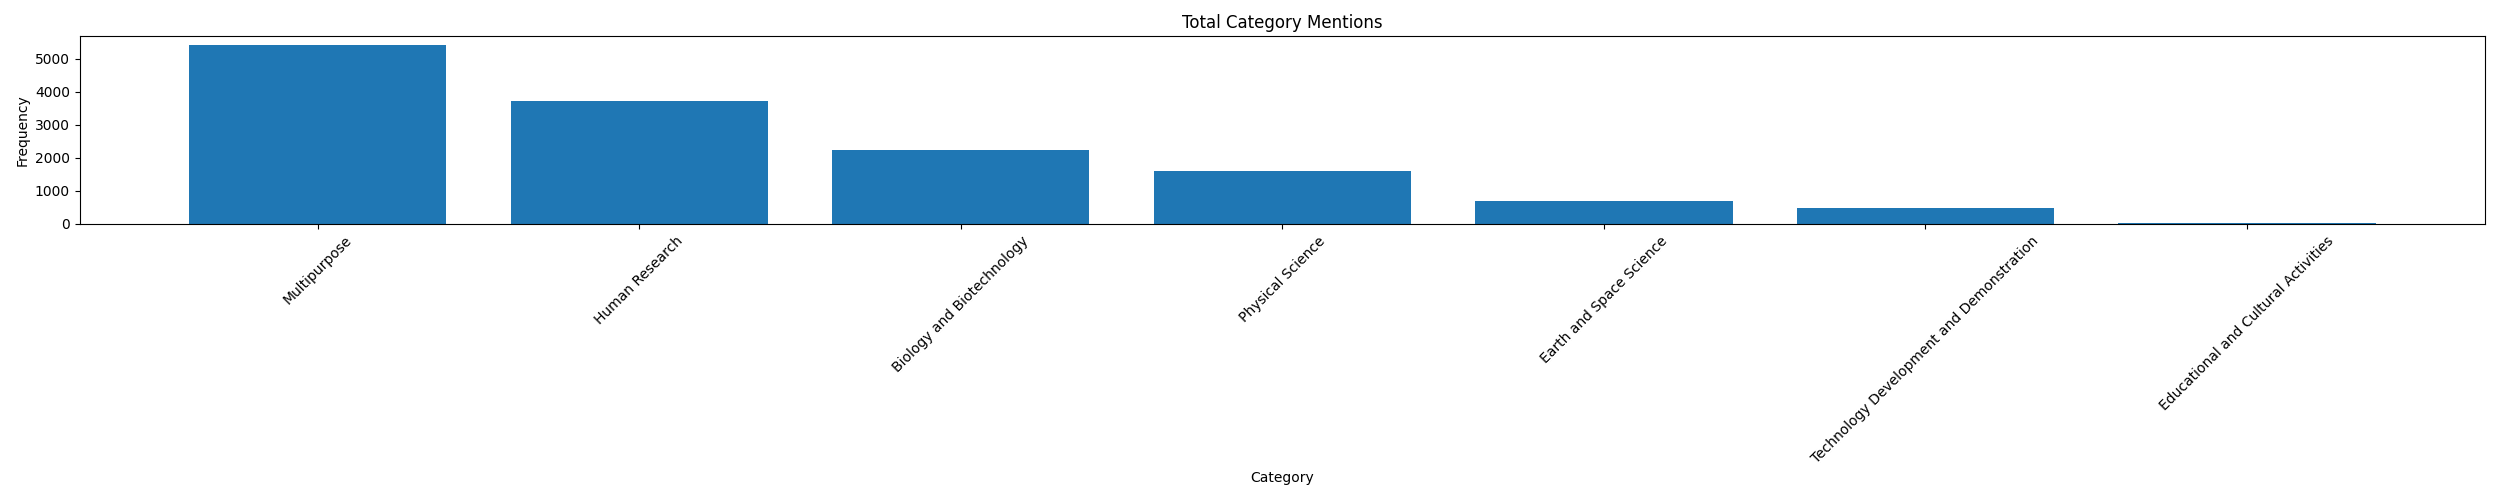 Total Category Mentions
Frequency
5000
4000
3000
2000
1000
0
Multipurpose
Human Research
Biology and Biotechnology
Physical Science
Earth and Space Science
Technology Development and Demonstration
Educational and Cultural Activities
Category